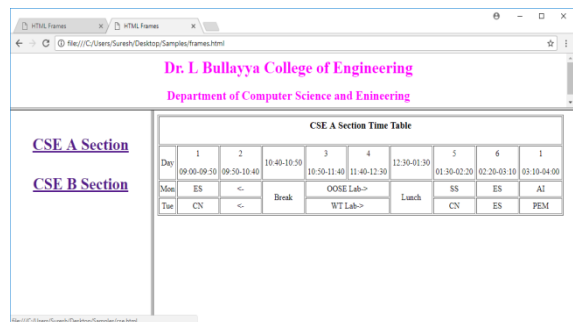 HTML Frames
HTML Frames
file:///C:/Users/Suresh/Desktop/Samples/frames.html
Dr. L Bullayya College of Engineering
Department of Computer Science and Enineering
CSE A Section
CSE B Section
CSE A Section Time Table
Day 1 09:00-09:50 2 09:50-10:40 10:40-10:50 3 10:50-11:40 4 11:40-12:30 12:30-01:30 5 01:30-02:20 6 02:20-03:10 1 03:10-04:00
Mon ES <- Break OOSE Lab-> Lunch SS ES AI
Tue CN <- WT Lab-> CN ES PEM